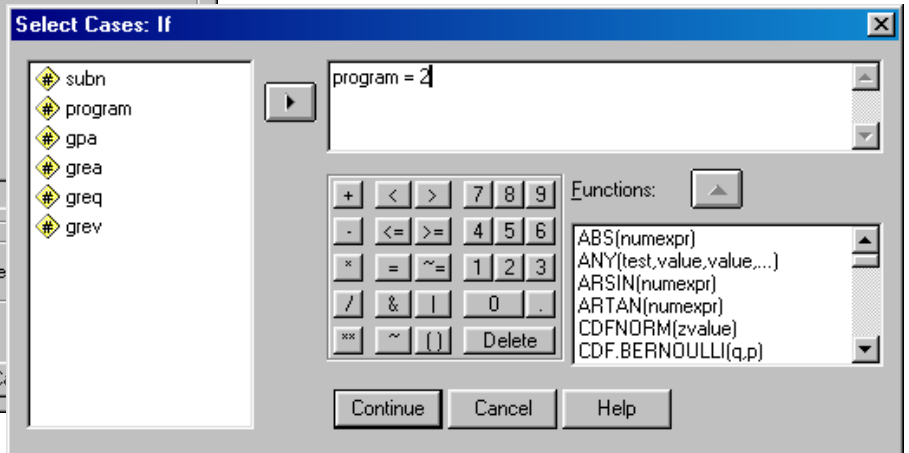 Select Cases: If
subn
program
gpa
grea
greq
grev
program = 2
+ < > 7 8 9
- <= >= 4 5 6
* = ~= 1 2 3
/ & | 0 .
** ~ ( ) Delete
Functions:
ABS(numexpr)
ANY(test,value,value,...)
ARSIN(numexpr)
ARTAN(numexpr)
CDFNORM(zvalue)
CDF.BERNOULLI(q,p)
Continue Cancel Help